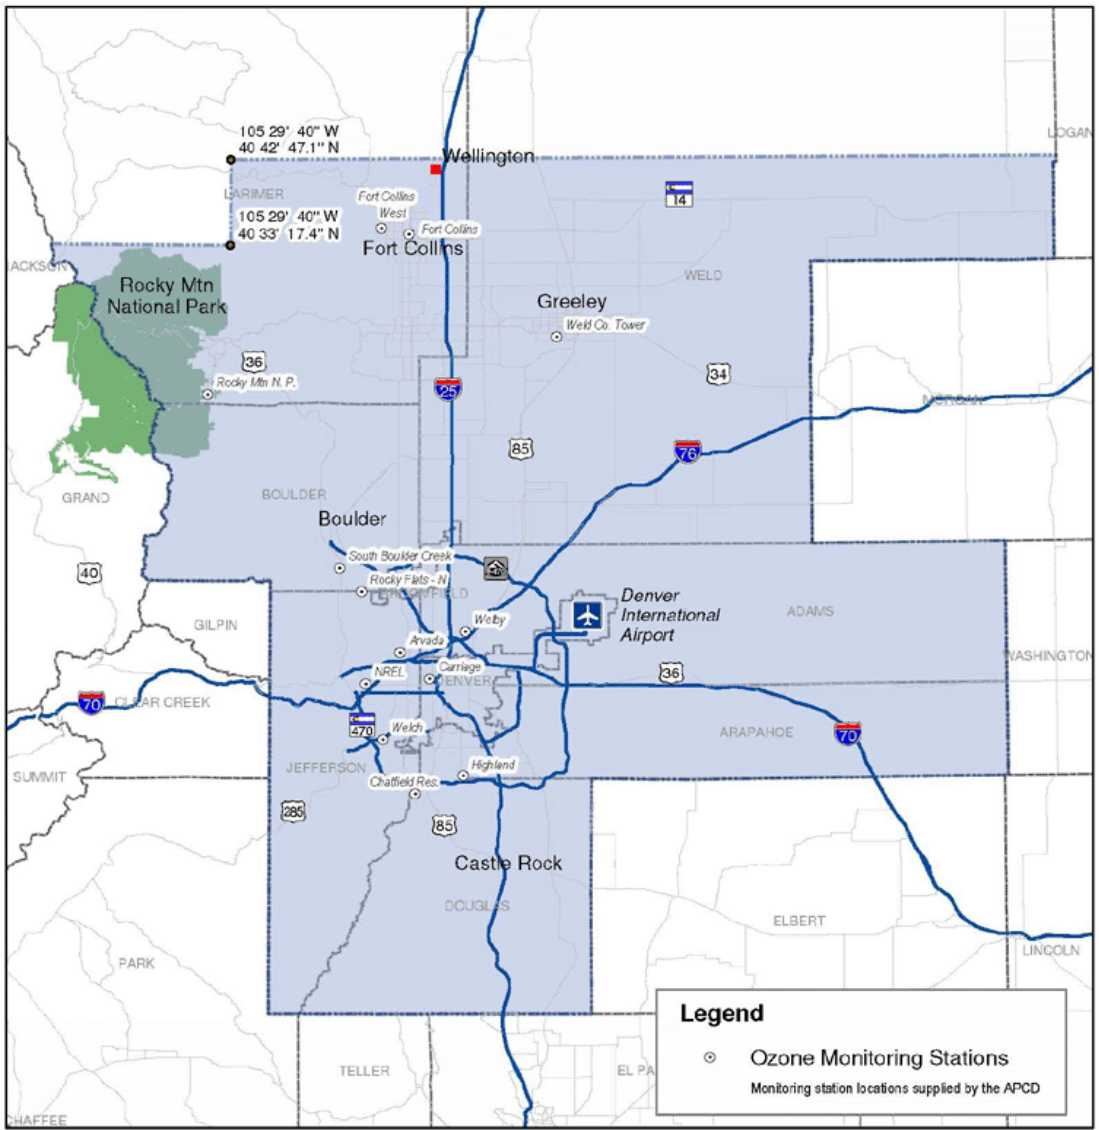 105 29' 40" W
40 42' 47.1" N
Wellington
LOGAN
LARIMER
14
Fort Collins
West
105 29' 40" W
40 33' 17.4" N
Fort Collins
Fort Collins
JACKSON
WELD
Rocky Mtn
National Park
Greeley
Weld Co. Tower
36
34
Rocky Mtn N.P.
25
MORGAN
85
76
GRAND
BOULDER
Boulder
South Boulder Creek
40
Rocky Flats - N
BROOMFIELD
Denver
International
Airport
ADAMS
GILPIN
Welby
Arvada
WASHINGTON
NREL
Carriage
DENVER
36
70
CLEAR CREEK
470
Welch
ARAPAHOE
70
JEFFERSON
Highland
SUMMIT
Chatfield Res.
285
85
Castle Rock
DOUGLAS
ELBERT
LINCOLN
PARK
Legend
Ozone Monitoring Stations
Monitoring station locations supplied by the APCD
TELLER
EL PA
CHAFFEE